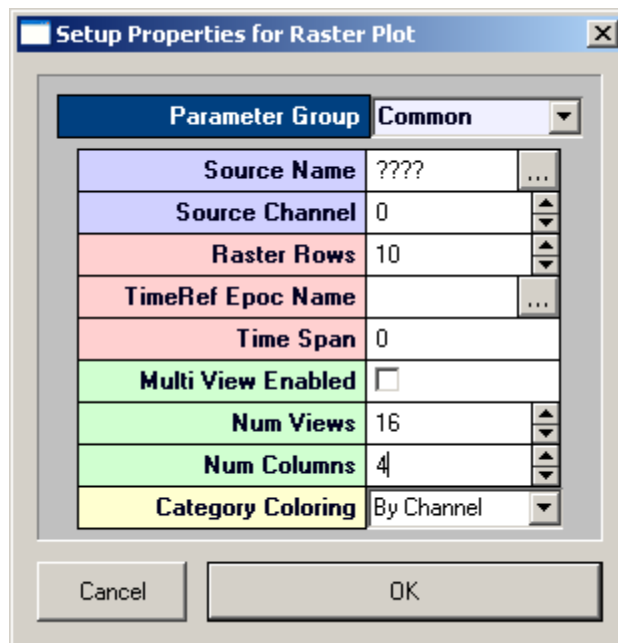 Setup Properties for Raster Plot
Parameter Group Common
Source Name ???? ...
Source Channel 0
Raster Rows 10
TimeRef Epoc Name ...
Time Span 0
Multi View Enabled
Num Views 16
Num Columns 4
Category Coloring By Channel
Cancel OK